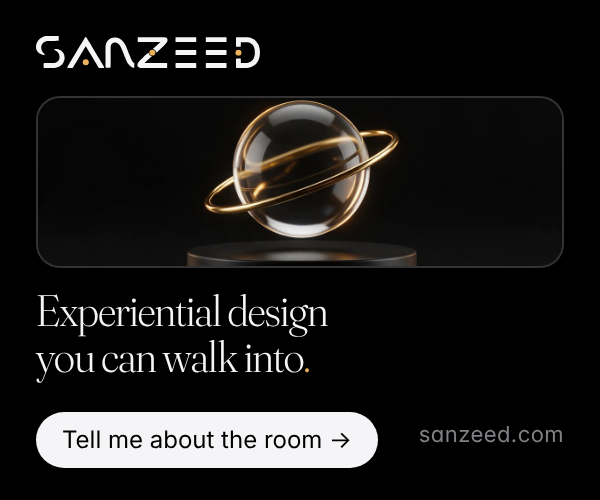 SANZEED
Experiential design
you can walk into.
Tell me about the room →
sanzeed.com